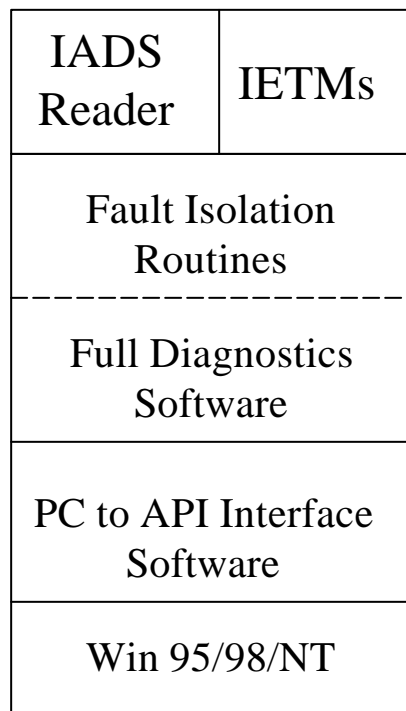 IADS
Reader
IETMs
Fault Isolation
Routines
Full Diagnostics
Software
PC to API Interface
Software
Win 95/98/NT